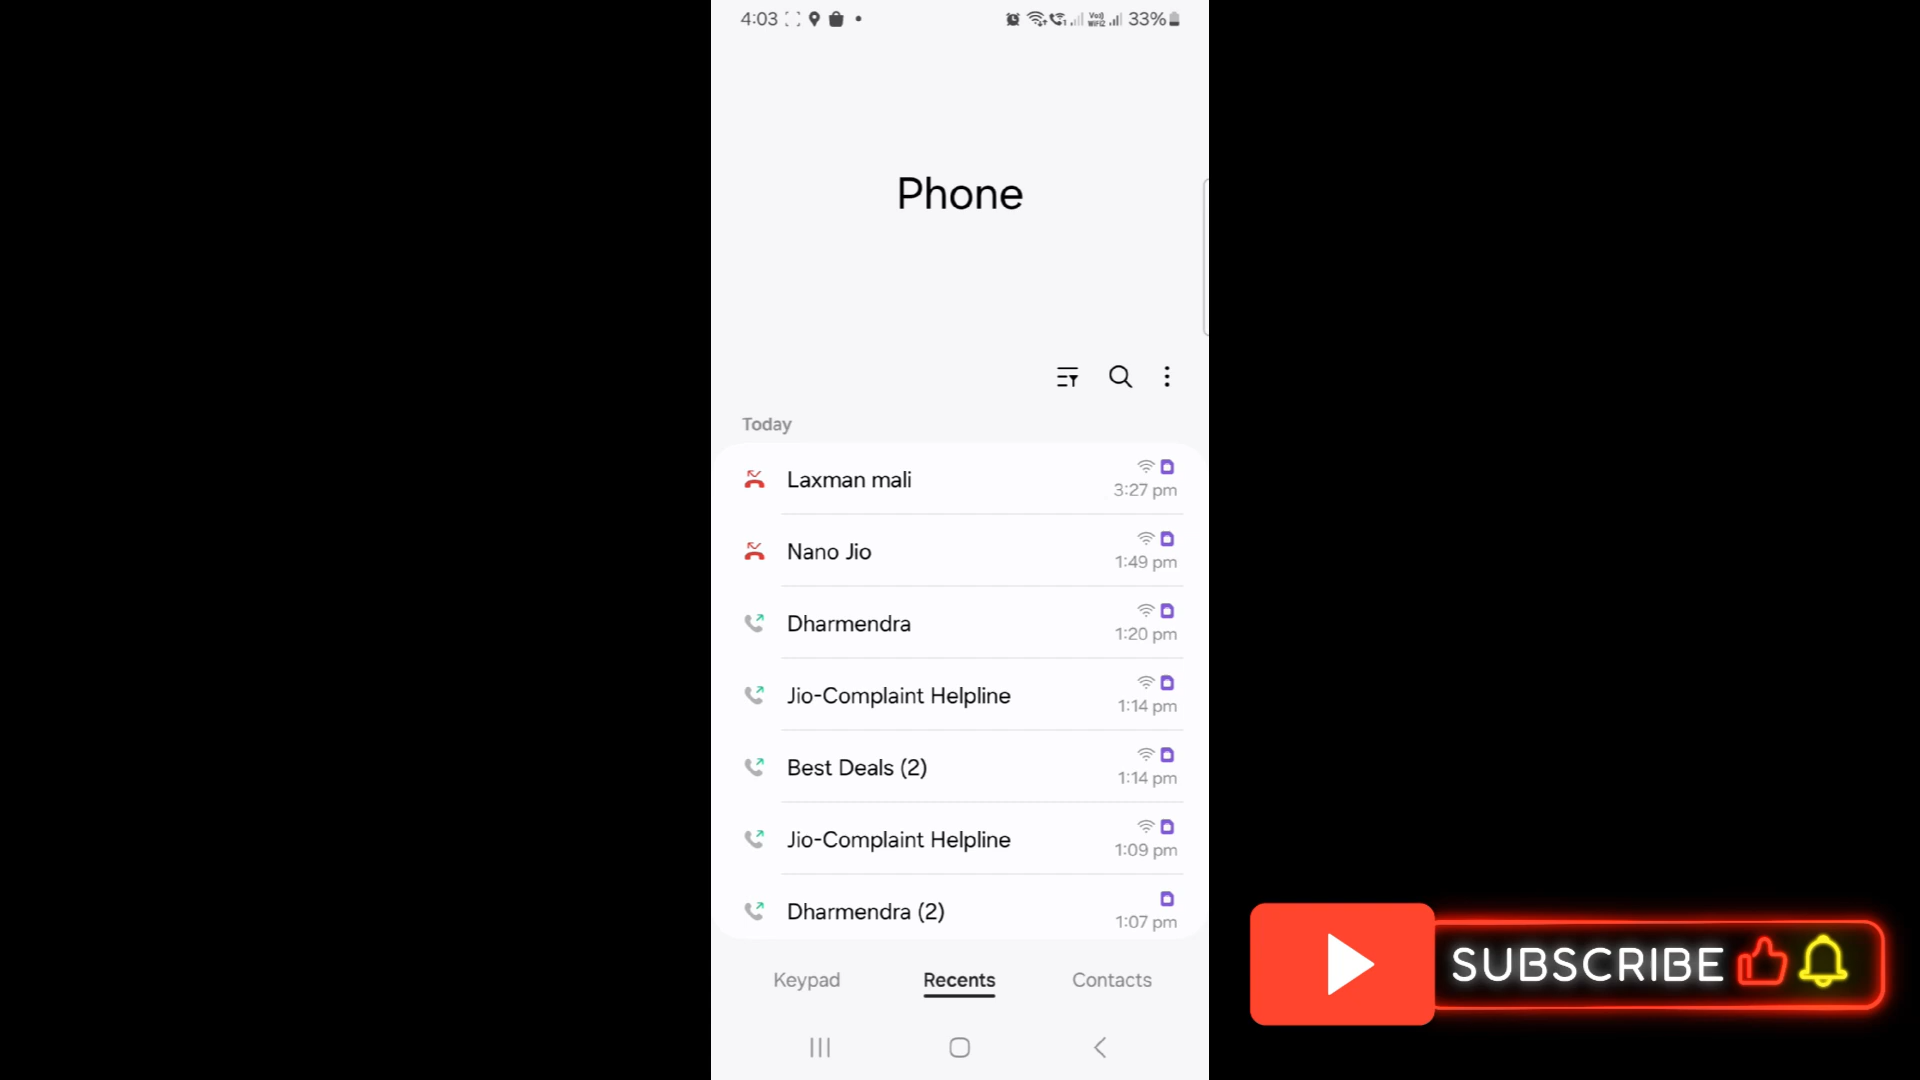 4:03
33%
Phone
Today
Laxman mali
3:27 pm
Nano Jio
1:49 pm
Dharmendra
1:20 pm
Jio-Complaint Helpline
1:14 pm
Best Deals (2)
1:14 pm
Jio-Complaint Helpline
1:09 pm
Dharmendra (2)
1:07 pm
Keypad Recents Contacts
SUBSCRIBE